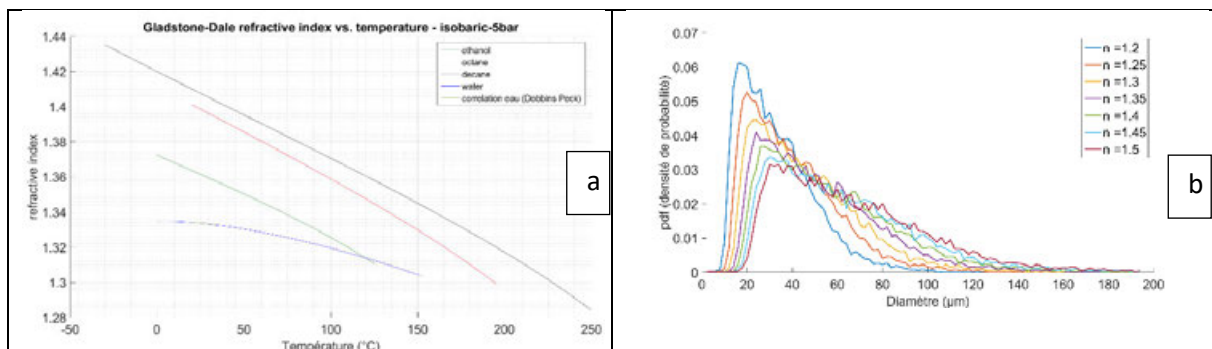 Gladstone-Dale refractive index vs. temperature - isobaric-5bar
1.44
1.42
1.4
1.38
1.36
1.34
1.32
1.3
1.28
refractive index
-50
0
50
100
150
200
250
Température (°C)
ethanol
octane
decane
water
correlation eau (Dobbins Peck)
a
0.07
0.06
0.05
0.04
0.03
0.02
0.01
0
pdf (densité de probabilité)
0
20
40
60
80
100
120
140
160
180
200
Diamètre (µm)
n =1.2
n =1.25
n =1.3
n =1.35
n =1.4
n =1.45
n =1.5
b